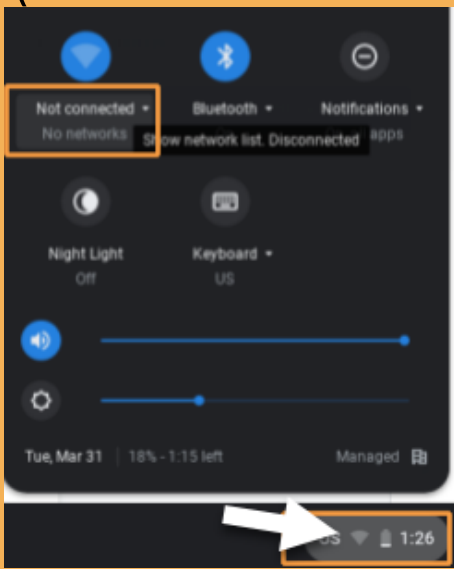 Not connected Bluetooth Notifications
No networks Show network list. Disconnected apps
Night Light Keyboard
Off US
Tue, Mar 31 18% - 1:15 left Managed
US 1:26